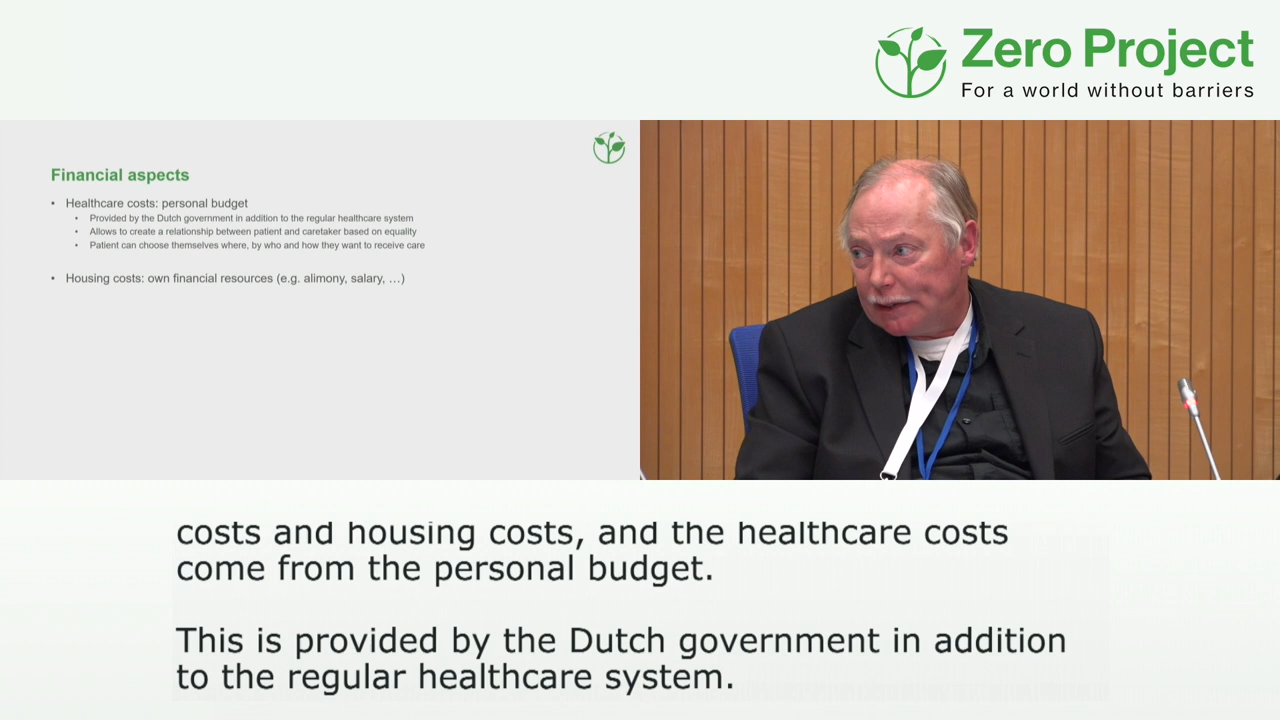 Zero Project
For a world without barriers
Financial aspects
• Healthcare costs: personal budget
• Provided by the Dutch government in addition to the regular healthcare system
• Allows to create a relationship between patient and caretaker based on equality
• Patient can choose themselves where, by who and how they want to receive care
• Housing costs: own financial resources (e.g. alimony, salary, …)
costs and housing costs, and the healthcare costs
come from the personal budget.
This is provided by the Dutch government in addition
to the regular healthcare system.